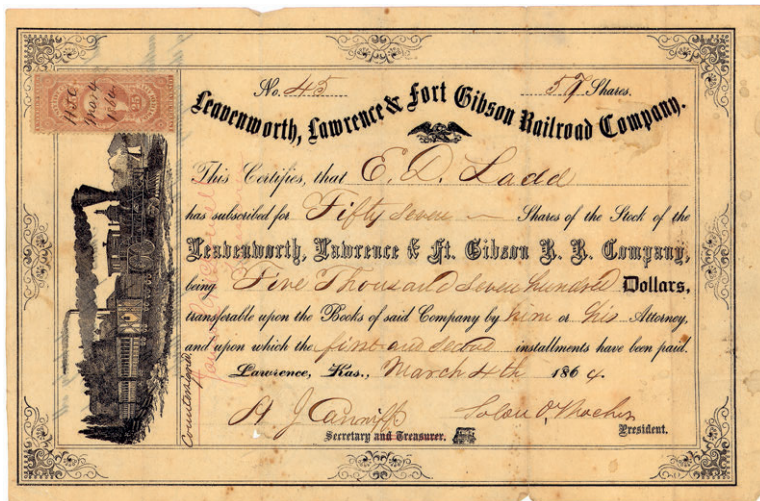 No. 45
57 Shares.
Leavenworth, Lawrence & Fort Gibson Railroad Company.
This Certifies, that E. D. Ladd
has subscribed for Fifty seven Shares of the Stock of the
Leavenworth, Lawrence & Ft. Gibson R. R. Company,
being Five Thousand seven hundred Dollars,
transferable upon the Books of said Company by him or his Attorney,
and upon which the first and second installments have been paid.
Lawrence, Kas., March 4th 1864.
Secretary and Treasurer.
President.
Countersigned,